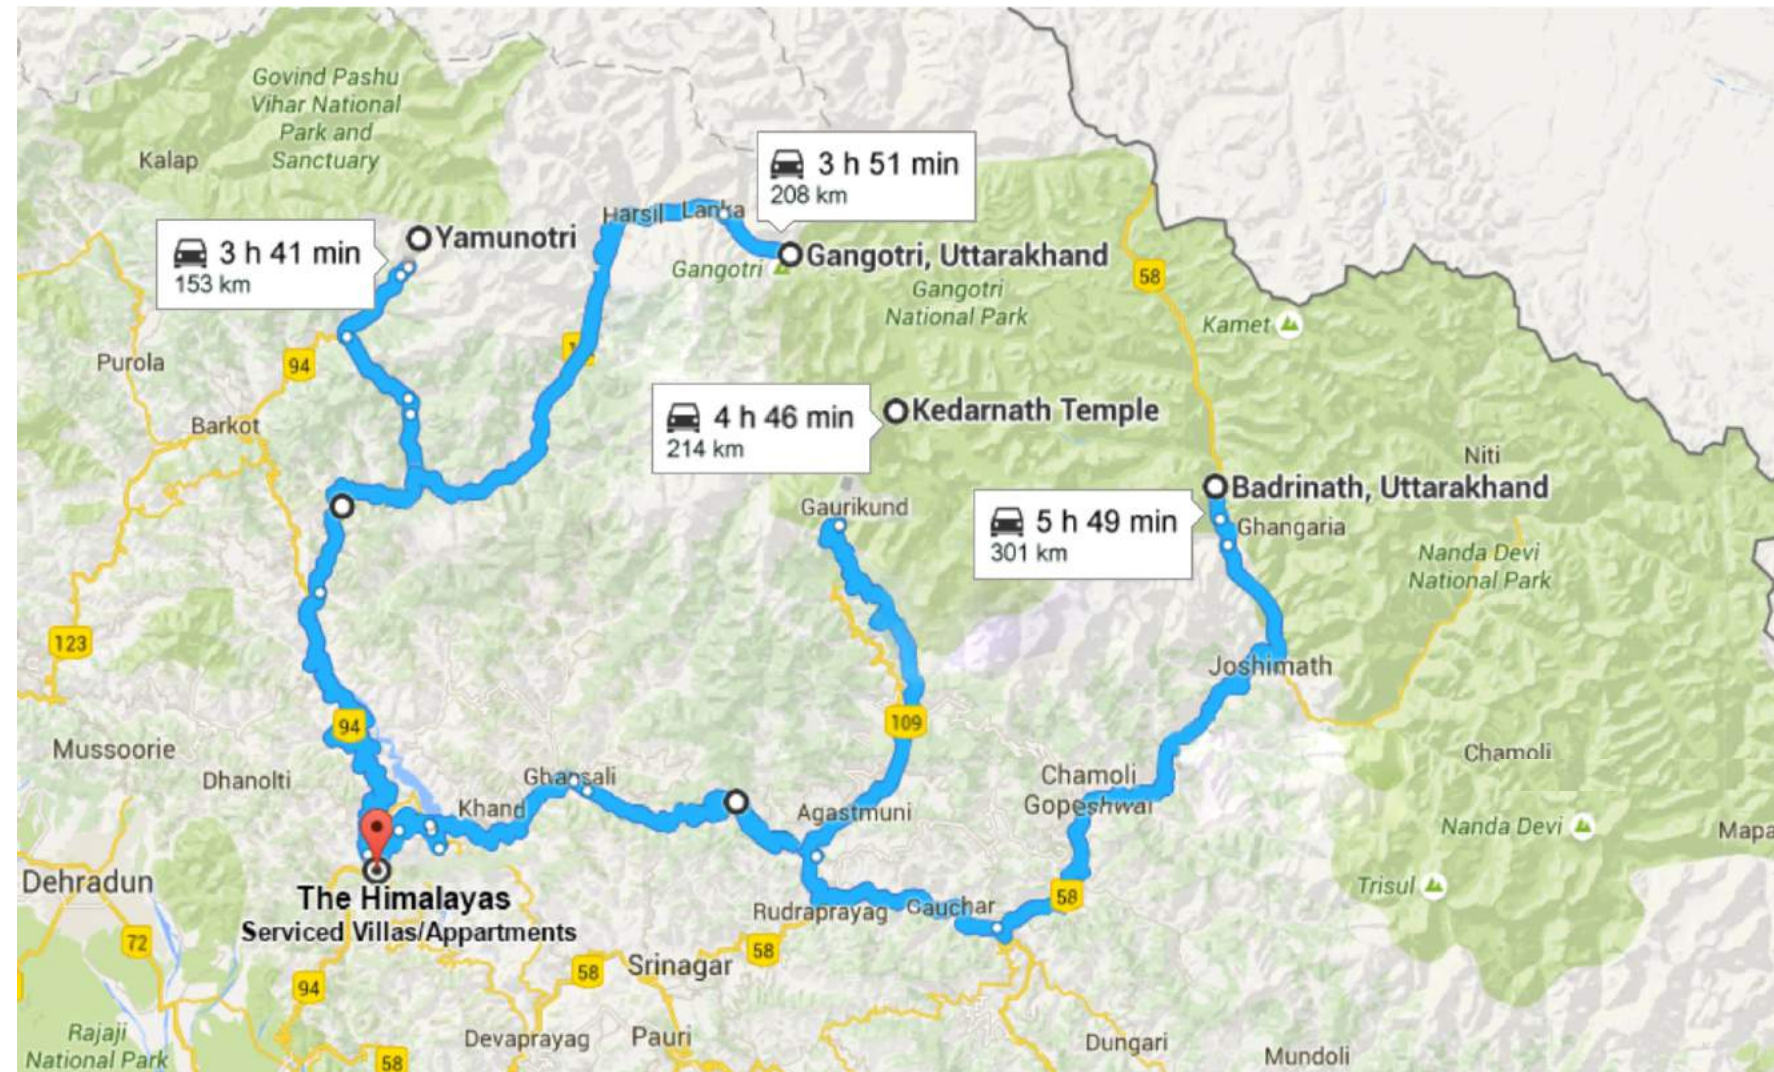 Govind Pashu
Vihar National
Park and
Sanctuary
Kalap
3 h 51 min
208 km
Harsil
Lanka
Yamunotri
3 h 41 min
153 km
Gangotri, Uttarakhand
Gangotri
Gangotri
National Park
58
Kamet
Purola
94
Barkot
4 h 46 min
214 km
Kedarnath Temple
Niti
Badrinath, Uttarakhand
Gaurikund
5 h 49 min
301 km
Ghangaria
Nanda Devi
National Park
123
Joshimath
94
109
Mussoorie
Dhanolti
Ghansali
Khand
Agastmuni
Chamoli
Gopeshwar
Chamoli
Nanda Devi
Mapa
Trisul
Dehradun
The Himalayas
Serviced Villas/Appartments
Rudraprayag
Gauchar
58
72
58
58
Srinagar
94
Rajaji
National Park
58
Devaprayag
Pauri
Dungari
Mundoli